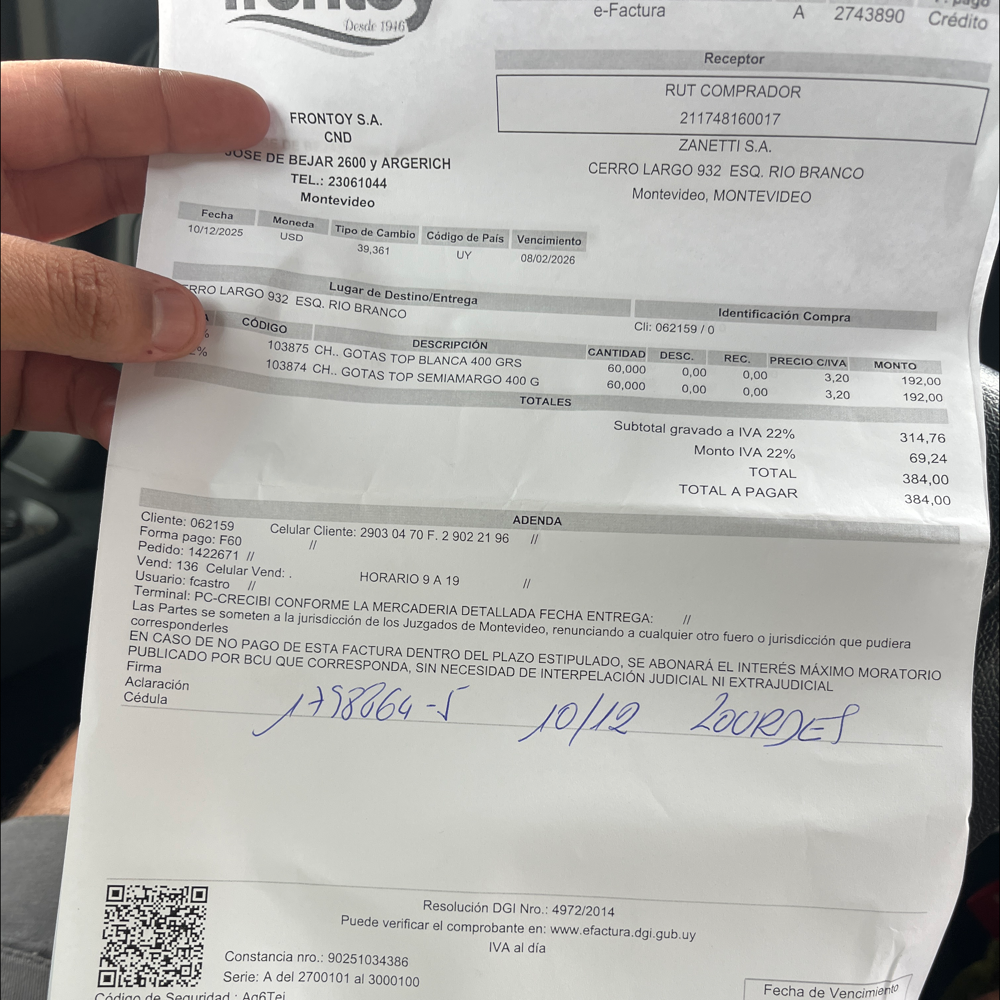 Desde 1946
e-Factura A 2743890 Crédito
Receptor
RUT COMPRADOR
211748160017
ZANETTI S.A.
CERRO LARGO 932 ESQ. RIO BRANCO
Montevideo, MONTEVIDEO
FRONTOY S.A.
CND
JOSE DE BEJAR 2600 y ARGERICH
TEL.: 23061044
Montevideo
Fecha Moneda Tipo de Cambio Código de País Vencimiento
10/12/2025 USD 39,361 UY 08/02/2026
Lugar de Destino/Entrega Identificación Compra
RRO LARGO 932 ESQ. RIO BRANCO Cli: 062159 / 0
CÓDIGO DESCRIPCIÓN CANTIDAD DESC. REC. PRECIO C/IVA MONTO
% 103875 CH.. GOTAS TOP BLANCA 400 GRS 60,000 0,00 0,00 3,20 192,00
% 103874 CH.. GOTAS TOP SEMIAMARGO 400 G 60,000 0,00 0,00 3,20 192,00
TOTALES
Subtotal gravado a IVA 22% 314,76
Monto IVA 22% 69,24
TOTAL 384,00
TOTAL A PAGAR 384,00
ADENDA
Cliente: 062159 Celular Cliente: 2903 04 70 F. 2 902 21 96 //
Forma pago: F60 //
Pedido: 1422671 //
Vend: 136 Celular Vend: . HORARIO 9 A 19 //
Usuario: fcastro //
Terminal: PC-CRECIBI CONFORME LA MERCADERIA DETALLADA FECHA ENTREGA: //
Las Partes se someten a la jurisdicción de los Juzgados de Montevideo, renunciando a cualquier otro fuero o jurisdicción que pudiera
corresponderles
EN CASO DE NO PAGO DE ESTA FACTURA DENTRO DEL PLAZO ESTIPULADO, SE ABONARÁ EL INTERÉS MÁXIMO MORATORIO
PUBLICADO POR BCU QUE CORRESPONDA, SIN NECESIDAD DE INTERPELACIÓN JUDICIAL NI EXTRAJUDICIAL
Firma
Aclaración
Cédula
10/12 LOURDES
Resolución DGI Nro.: 4972/2014
Puede verificar el comprobante en: www.efactura.dgi.gub.uy
IVA al día
Constancia nro.: 90251034386
Serie: A del 2700101 al 3000100
Código de Seguridad : Ag6Tej
Fecha de Vencimiento